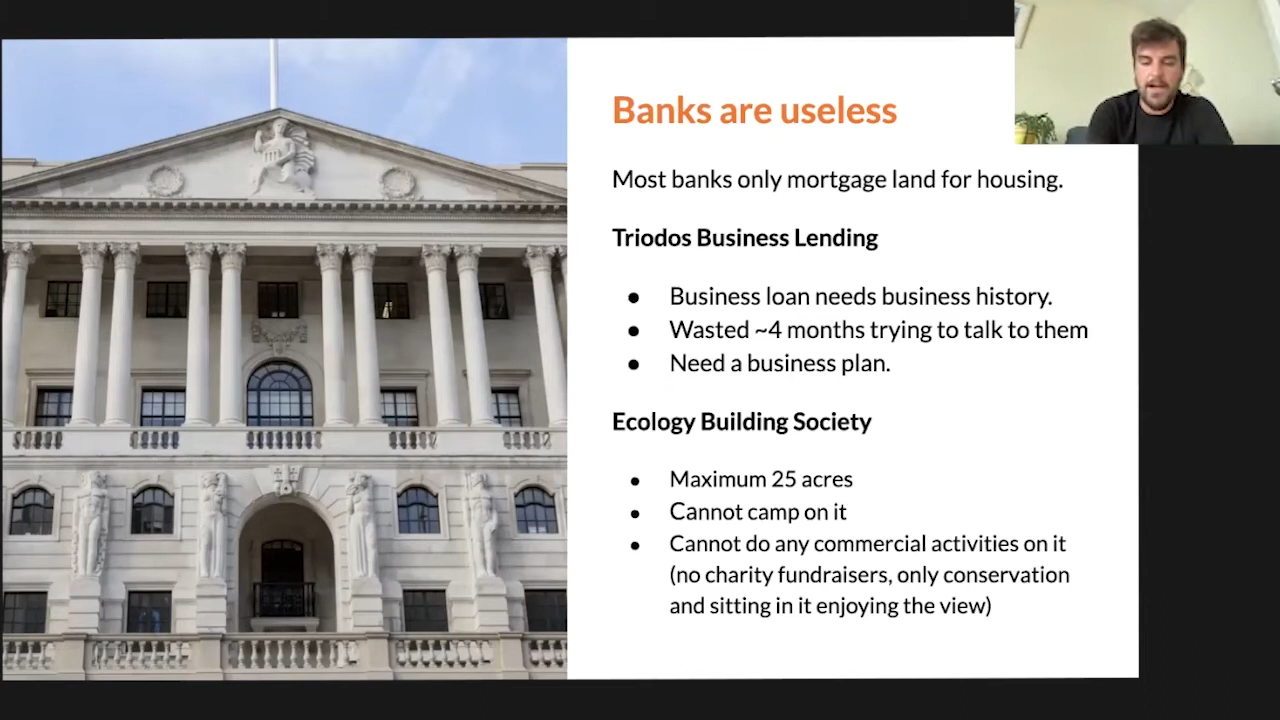 Banks are useless
Most banks only mortgage land for housing.
Triodos Business Lending
● Business loan needs business history.
● Wasted ~4 months trying to talk to them
● Need a business plan.
Ecology Building Society
● Maximum 25 acres
● Cannot camp on it
● Cannot do any commercial activities on it
(no charity fundraisers, only conservation
and sitting in it enjoying the view)